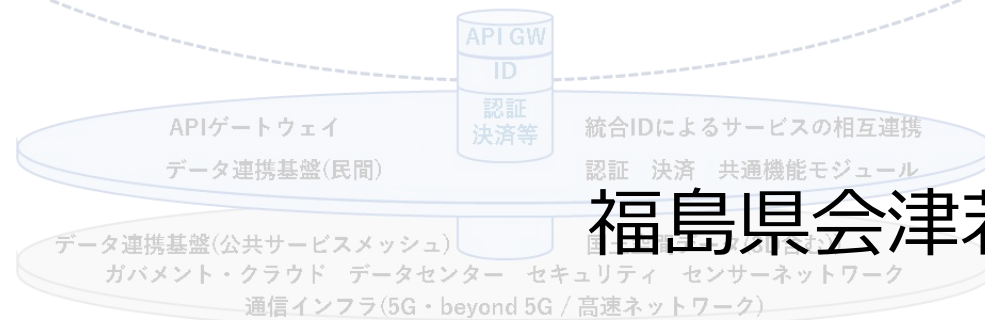 API GW
ID
認証
決済等
APIゲートウェイ
統合IDによるサービスの相互連携
データ連携基盤(民間)
認証 決済 共通機能モジュール
福島県会津若
データ連携基盤(公共サービスメッシュ)
ガバメント・クラウド データセンター セキュリティ センサーネットワーク
通信インフラ(5G・beyond 5G / 高速ネットワーク)